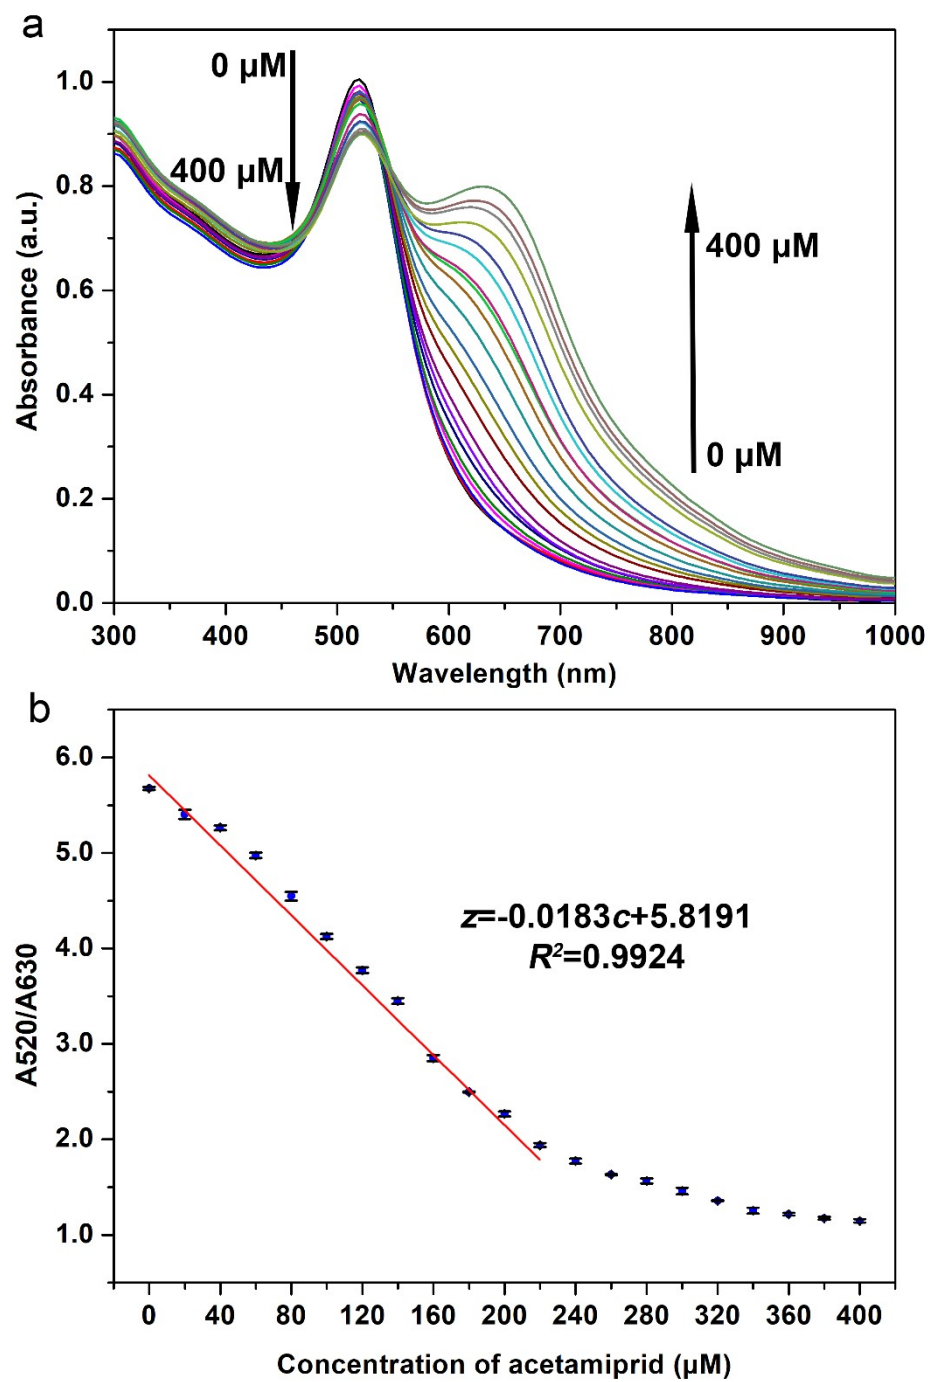 a
0 µM
400 µM
400 µM
0 µM
Absorbance (a.u.)
1.0
0.8
0.6
0.4
0.2
0.0
300 400 500 600 700 800 900 1000
Wavelength (nm)
b
A520/A630
6.0
5.0
4.0
3.0
2.0
1.0
z=-0.0183c+5.8191
R²=0.9924
0 40 80 120 160 200 240 280 320 360 400
Concentration of acetamiprid (µM)